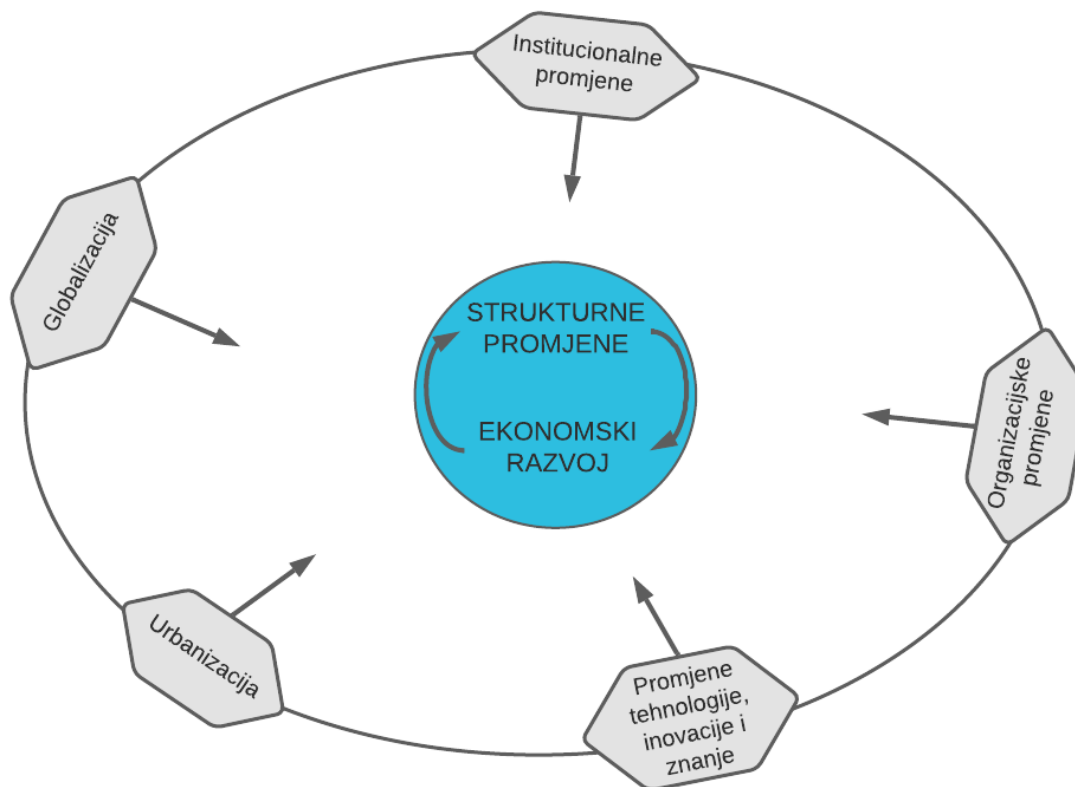 Institucionalne
promjene
Globalizacija
STRUKTURNE
PROMJENE
EKONOMSKI
RAZVOJ
Organizacijske
promjene
Urbanizacija
Promjene
tehnologije,
inovacije i
znanje